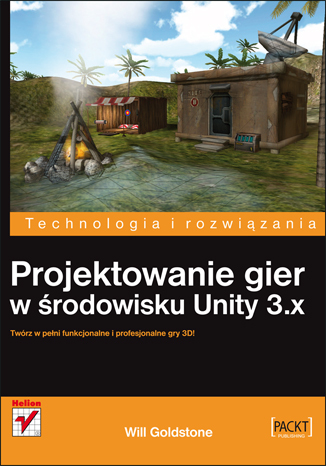 Technologia i rozwiązania
Projektowanie gier
w środowisku Unity 3.x
Twórz w pełni funkcjonalne i profesjonalne gry 3D!
Helion
Will Goldstone
[PACKT]
PUBLISHING